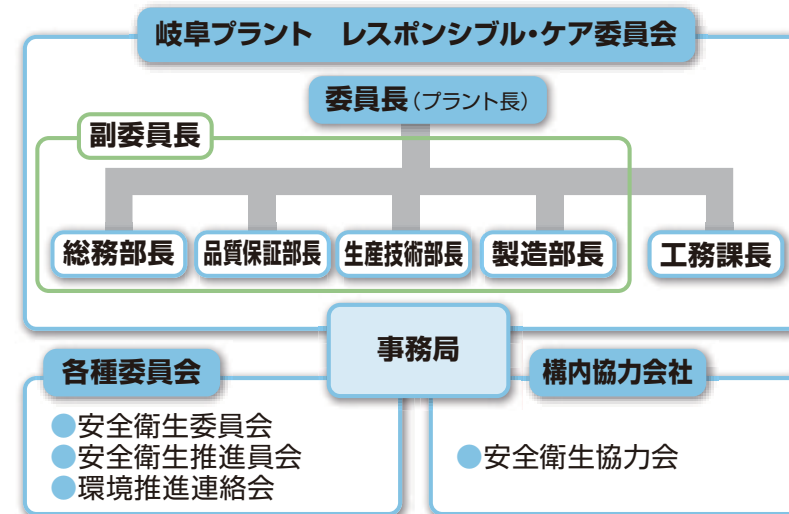 岐阜プラント レスポンシブル・ケア委員会
委員長(プラント長)
副委員長
総務部長
品質保証部長
生産技術部長
製造部長
工務課長
事務局
各種委員会
●安全衛生委員会
●安全衛生推進員会
●環境推進連絡会
構内協力会社
●安全衛生協力会